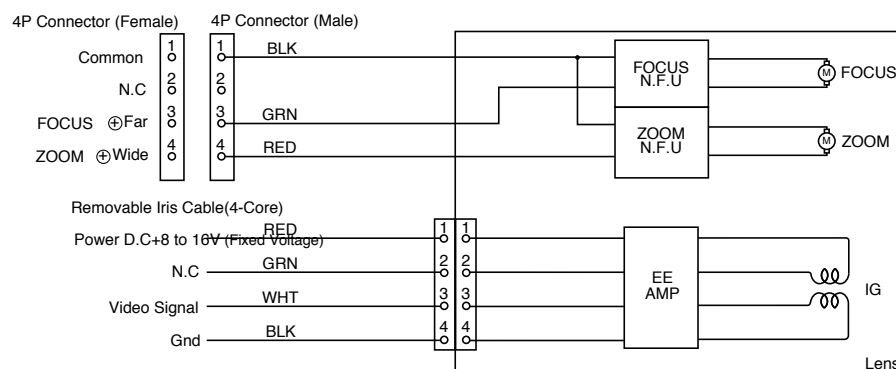 4P Connector (Female) 4P Connector (Male)
Common 1 1 BLK
N.C 2 2
FOCUS ⊕Far 3 3 GRN
ZOOM ⊕Wide 4 4 RED
FOCUS
N.F.U
M FOCUS
ZOOM
N.F.U
M ZOOM
Removable Iris Cable(4-Core)
Power D.C+8 to 16V (Fixed Voltage) RED 1 1
N.C GRN 2 2
Video Signal WHT 3 3
Gnd BLK 4 4
EE
AMP
IG
Lens